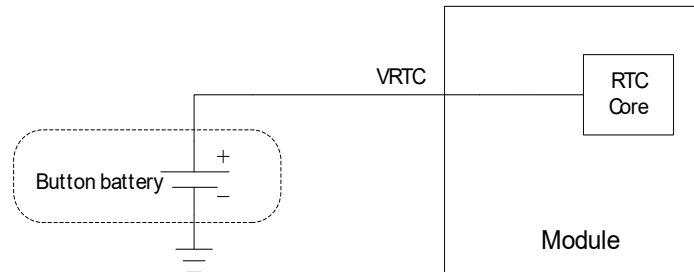 VRTC
RTC
Core
+
Button battery
−
Module